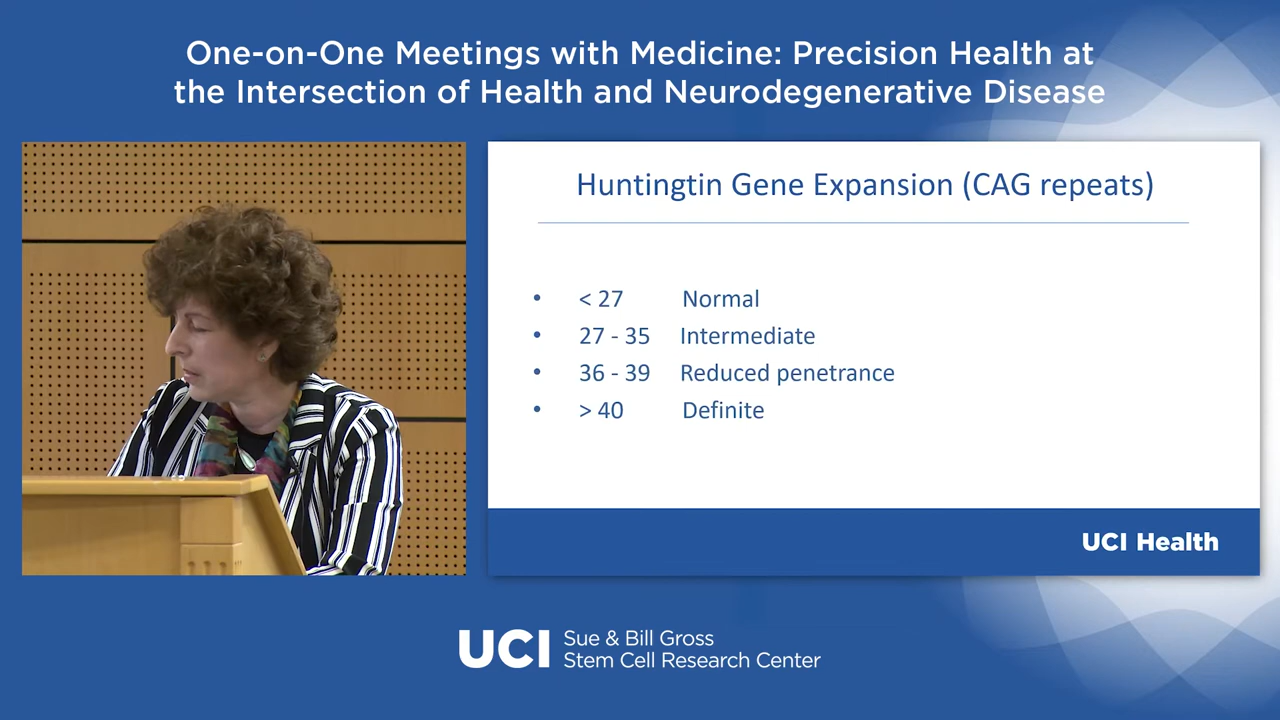 One-on-One Meetings with Medicine: Precision Health at
the Intersection of Health and Neurodegenerative Disease
Huntingtin Gene Expansion (CAG repeats)
• < 27 Normal
• 27 - 35 Intermediate
• 36 - 39 Reduced penetrance
• > 40 Definite
UCI Health
UCI Sue & Bill Gross
Stem Cell Research Center